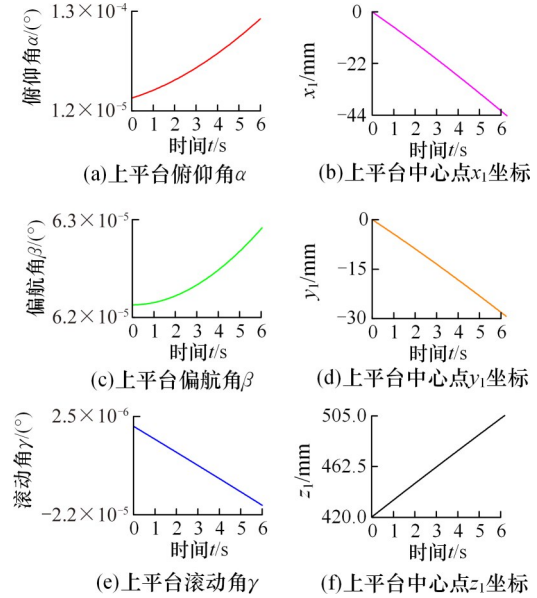 1.3×10⁻⁴
俯仰角α/(°)
1.2×10⁻⁵
0 1 2 3 4 5 6
时间t/s
(a)上平台俯仰角α
0
x₁/mm
−22
−44
0 1 2 3 4 5 6
时间t/s
(b)上平台中心点x₁坐标
6.3×10⁻⁵
偏航角β/(°)
6.2×10⁻⁵
0 1 2 3 4 5 6
时间t/s
(c)上平台偏航角β
0
y₁/mm
−15
−30
0 1 2 3 4 5 6
时间t/s
(d)上平台中心点y₁坐标
2.5×10⁻⁶
滚动角γ/(°)
−2.2×10⁻⁵
0 1 2 3 4 5 6
时间t/s
(e)上平台滚动角γ
505.0
z₁/mm
462.5
420.0
0 1 2 3 4 5 6
时间t/s
(f)上平台中心点z₁坐标